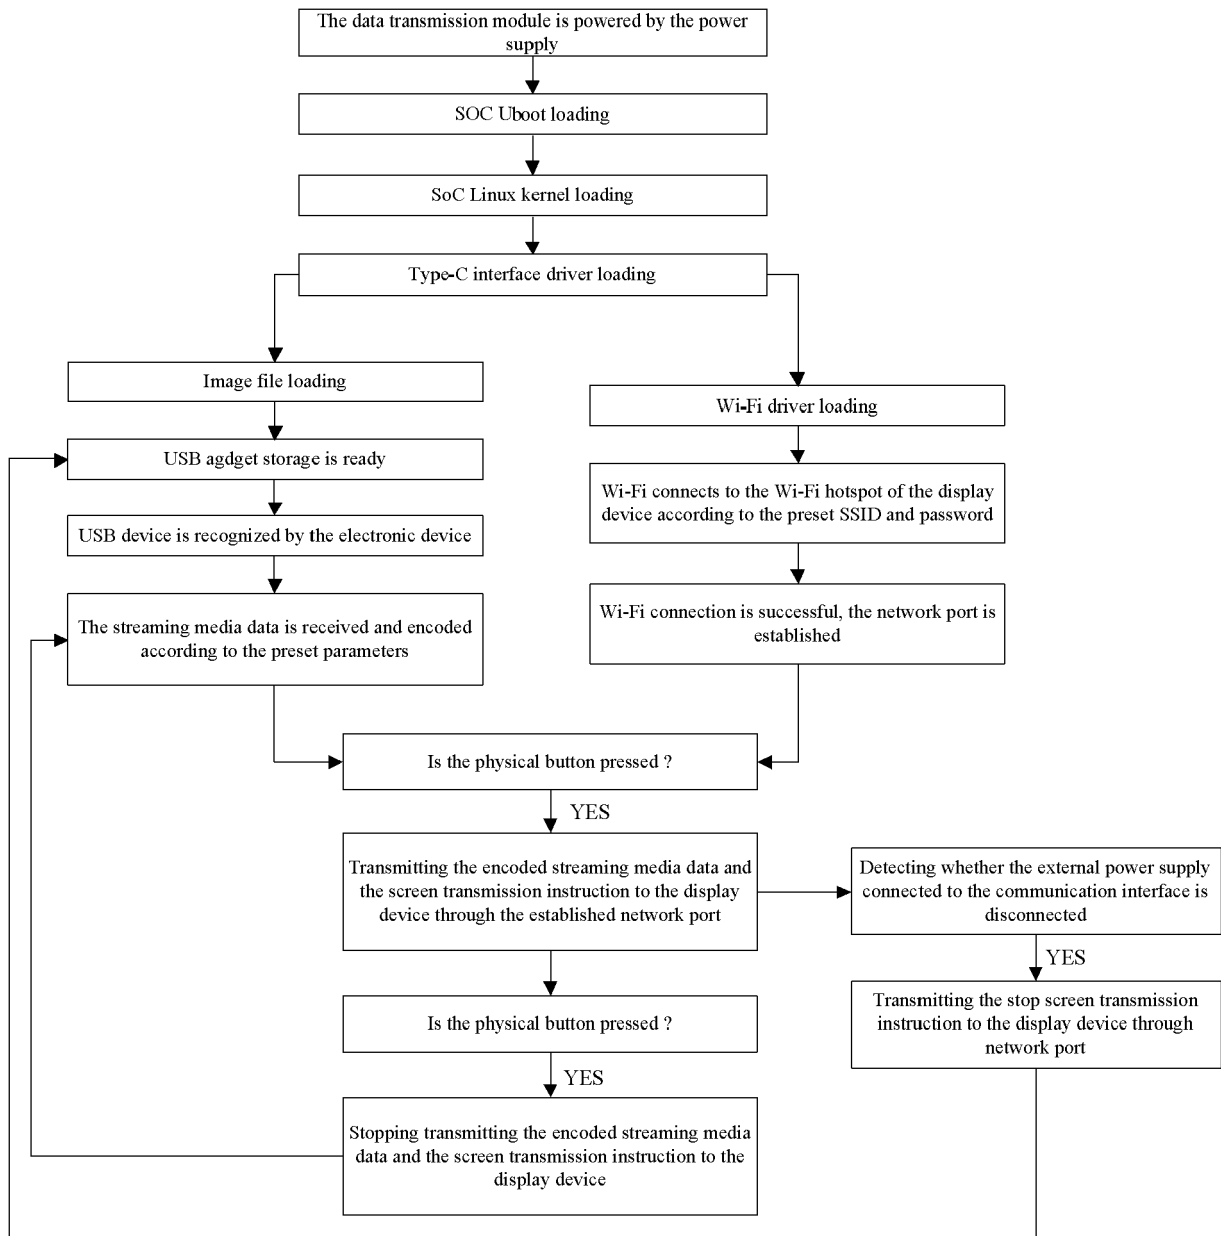 The data transmission module is powered by the power
supply
SOC Uboot loading
SoC Linux kernel loading
Type-C interface driver loading
Image file loading
USB agdget storage is ready
USB device is recognized by the electronic device
The streaming media data is received and encoded
according to the preset parameters
Wi-Fi driver loading
Wi-Fi connects to the Wi-Fi hotspot of the display
device according to the preset SSID and password
Wi-Fi connection is successful, the network port is
established
Is the physical button pressed ?
YES
Transmitting the encoded streaming media data and
the screen transmission instruction to the display
device through the established network port
Is the physical button pressed ?
YES
Stopping transmitting the encoded streaming media
data and the screen transmission instruction to the
display device
Detecting whether the external power supply
connected to the communication interface is
disconnected
YES
Transmitting the stop screen transmission
instruction to the display device through
network port